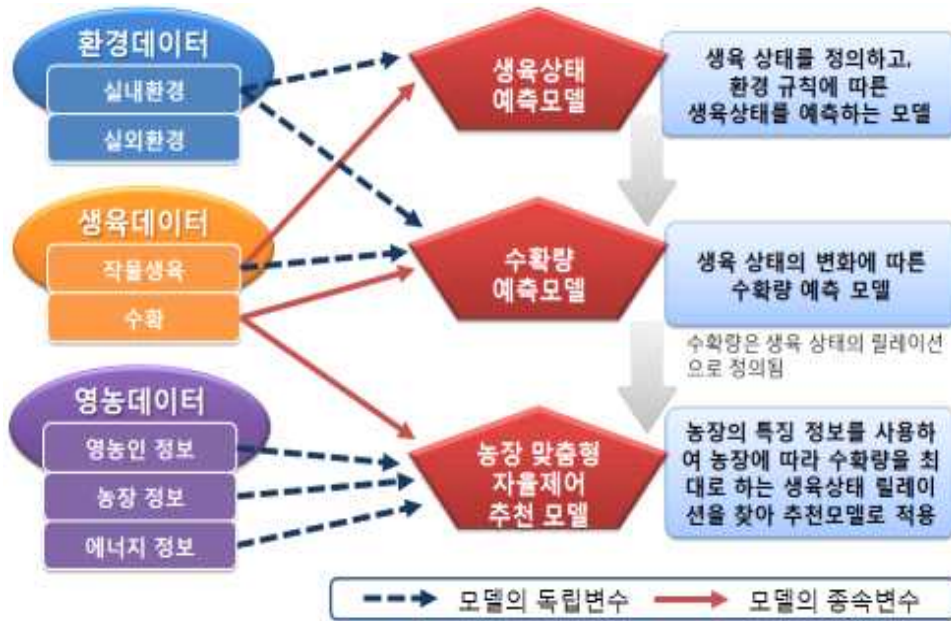 환경데이터
실내환경
실외환경
생육데이터
작물생육
수확
영농데이터
영농인 정보
농장 정보
에너지 정보
생육상태
예측모델
수확량
예측모델
농장 맞춤형
자율제어
추천 모델
생육 상태를 정의하고,
환경 규칙에 따른
생육상태를 예측하는 모델
생육 상태의 변화에 따른
수확량 예측 모델
수확량은 생육 상태의 릴레이션
으로 정의됨
농장의 특징 정보를 사용하
여 농장에 따라 수확량을 최
대로 하는 생육상태 릴레이
션을 찾아 추천모델로 적용
모델의 독립변수
모델의 종속변수